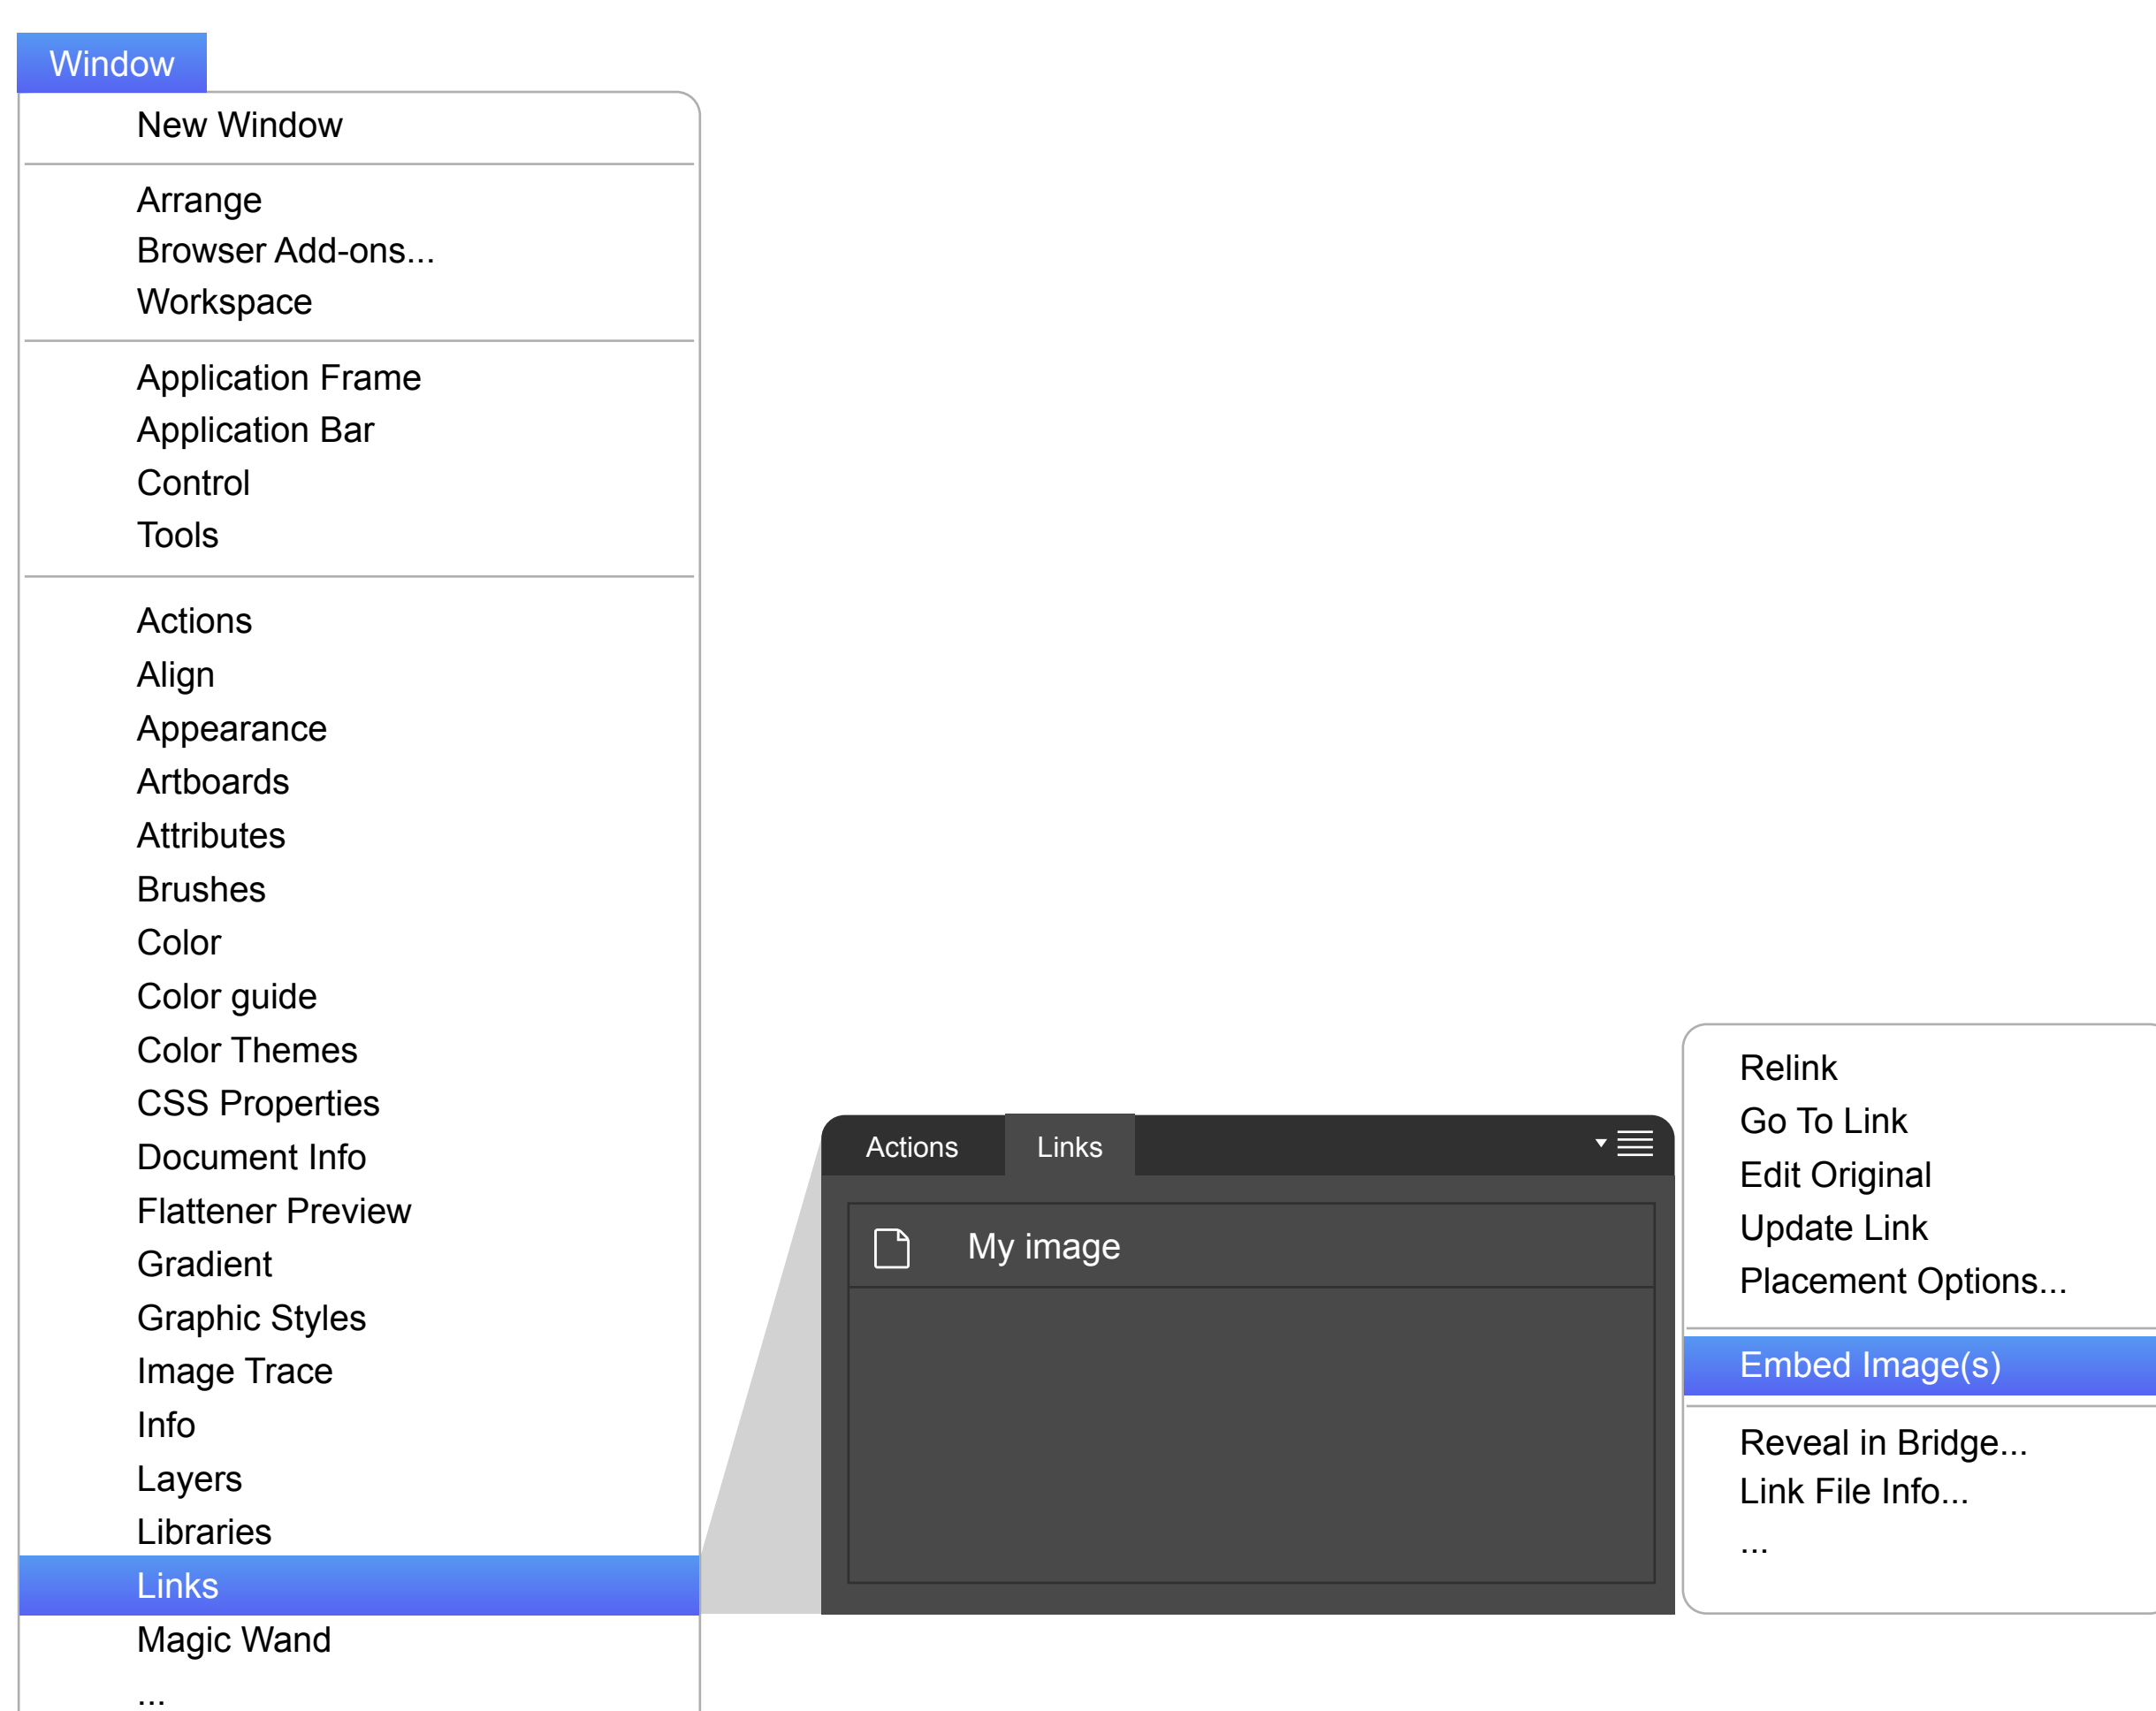 Window
New Window
Arrange
Browser Add-ons...
Workspace
Application Frame
Application Bar
Control
Tools
Actions
Align
Appearance
Artboards
Attributes
Brushes
Color
Color guide
Color Themes
CSS Properties
Document Info
Flattener Preview
Gradient
Graphic Styles
Image Trace
Info
Layers
Libraries
Links
Magic Wand
...
Actions Links
My image
Relink
Go To Link
Edit Original
Update Link
Placement Options...
Embed Image(s)
Reveal in Bridge...
Link File Info...
...